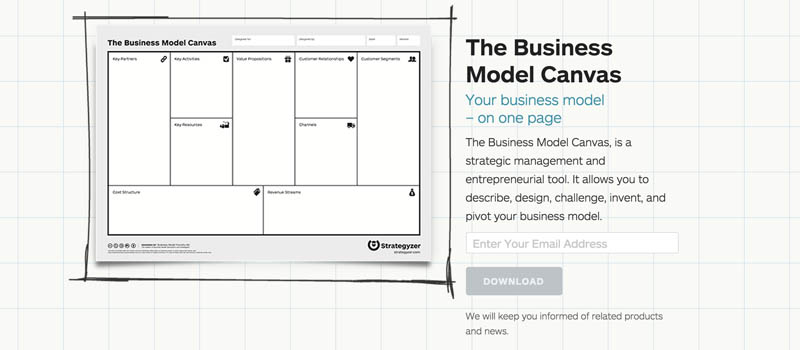 The Business Model Canvas
Designed for:
Designed by:
Date:
Version:
Key Partners
Key Activities
Value Propositions
Customer Relationships
Customer Segments
Key Resources
Channels
Cost Structure
Revenue Streams
Strategyzer
strategyzer.com
The Business
Model Canvas
Your business model
– on one page
The Business Model Canvas, is a
strategic management and
entrepreneurial tool. It allows you to
describe, design, challenge, invent, and
pivot your business model.
Enter Your Email Address
DOWNLOAD
We will keep you informed of related products
and news.